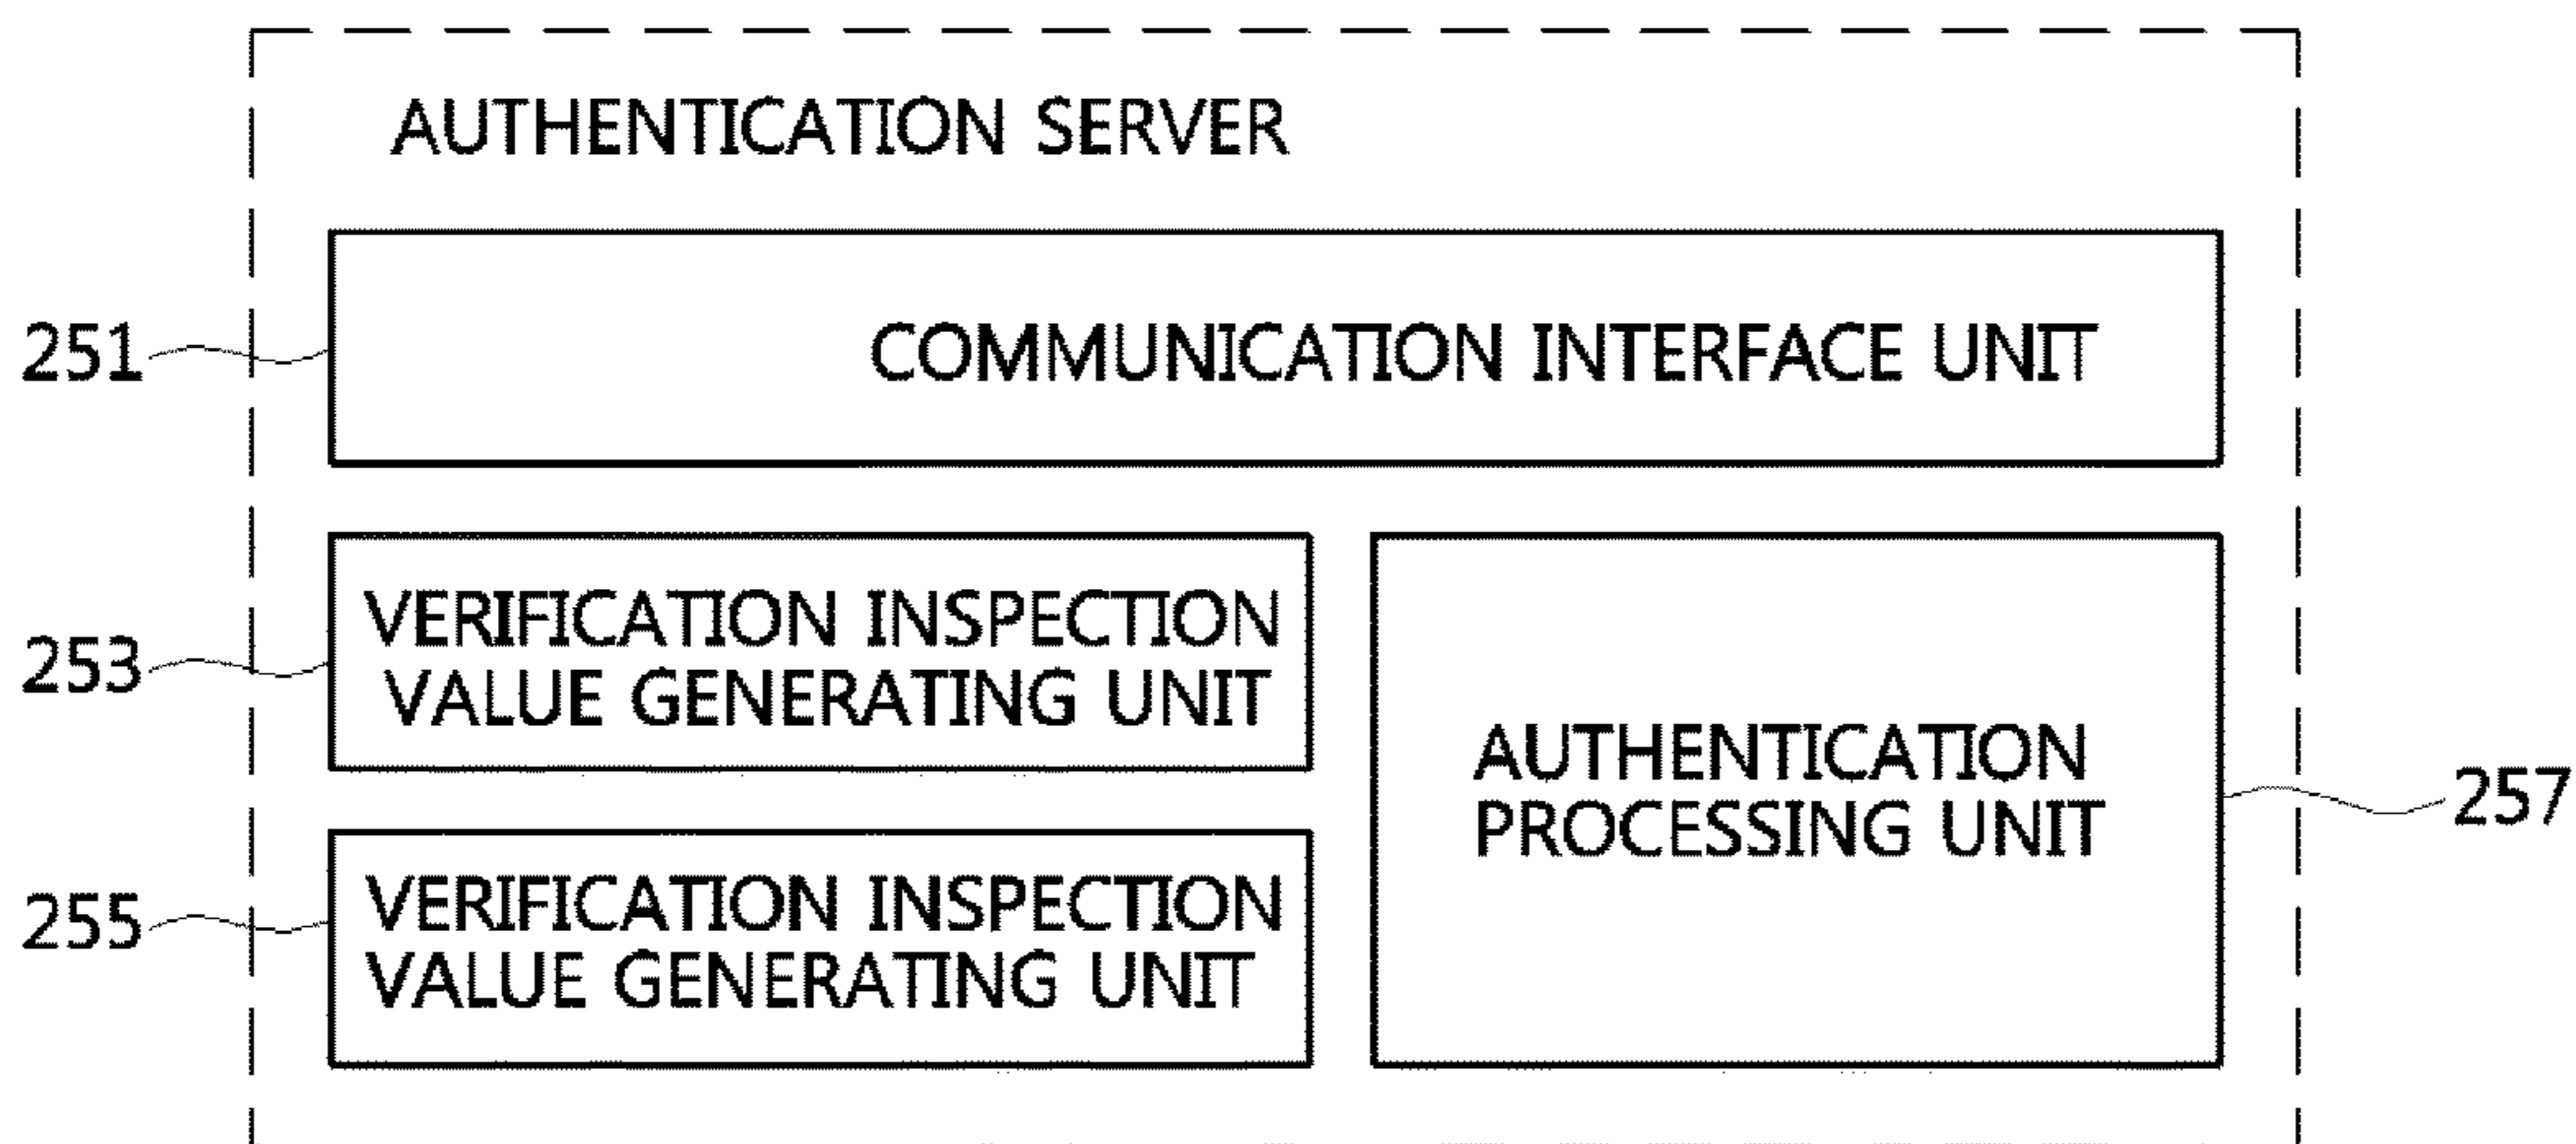 AUTHENTICATION SERVER
251
COMMUNICATION INTERFACE UNIT
253
VERIFICATION INSPECTION
VALUE GENERATING UNIT
AUTHENTICATION
PROCESSING UNIT
257
255
VERIFICATION INSPECTION
VALUE GENERATING UNIT